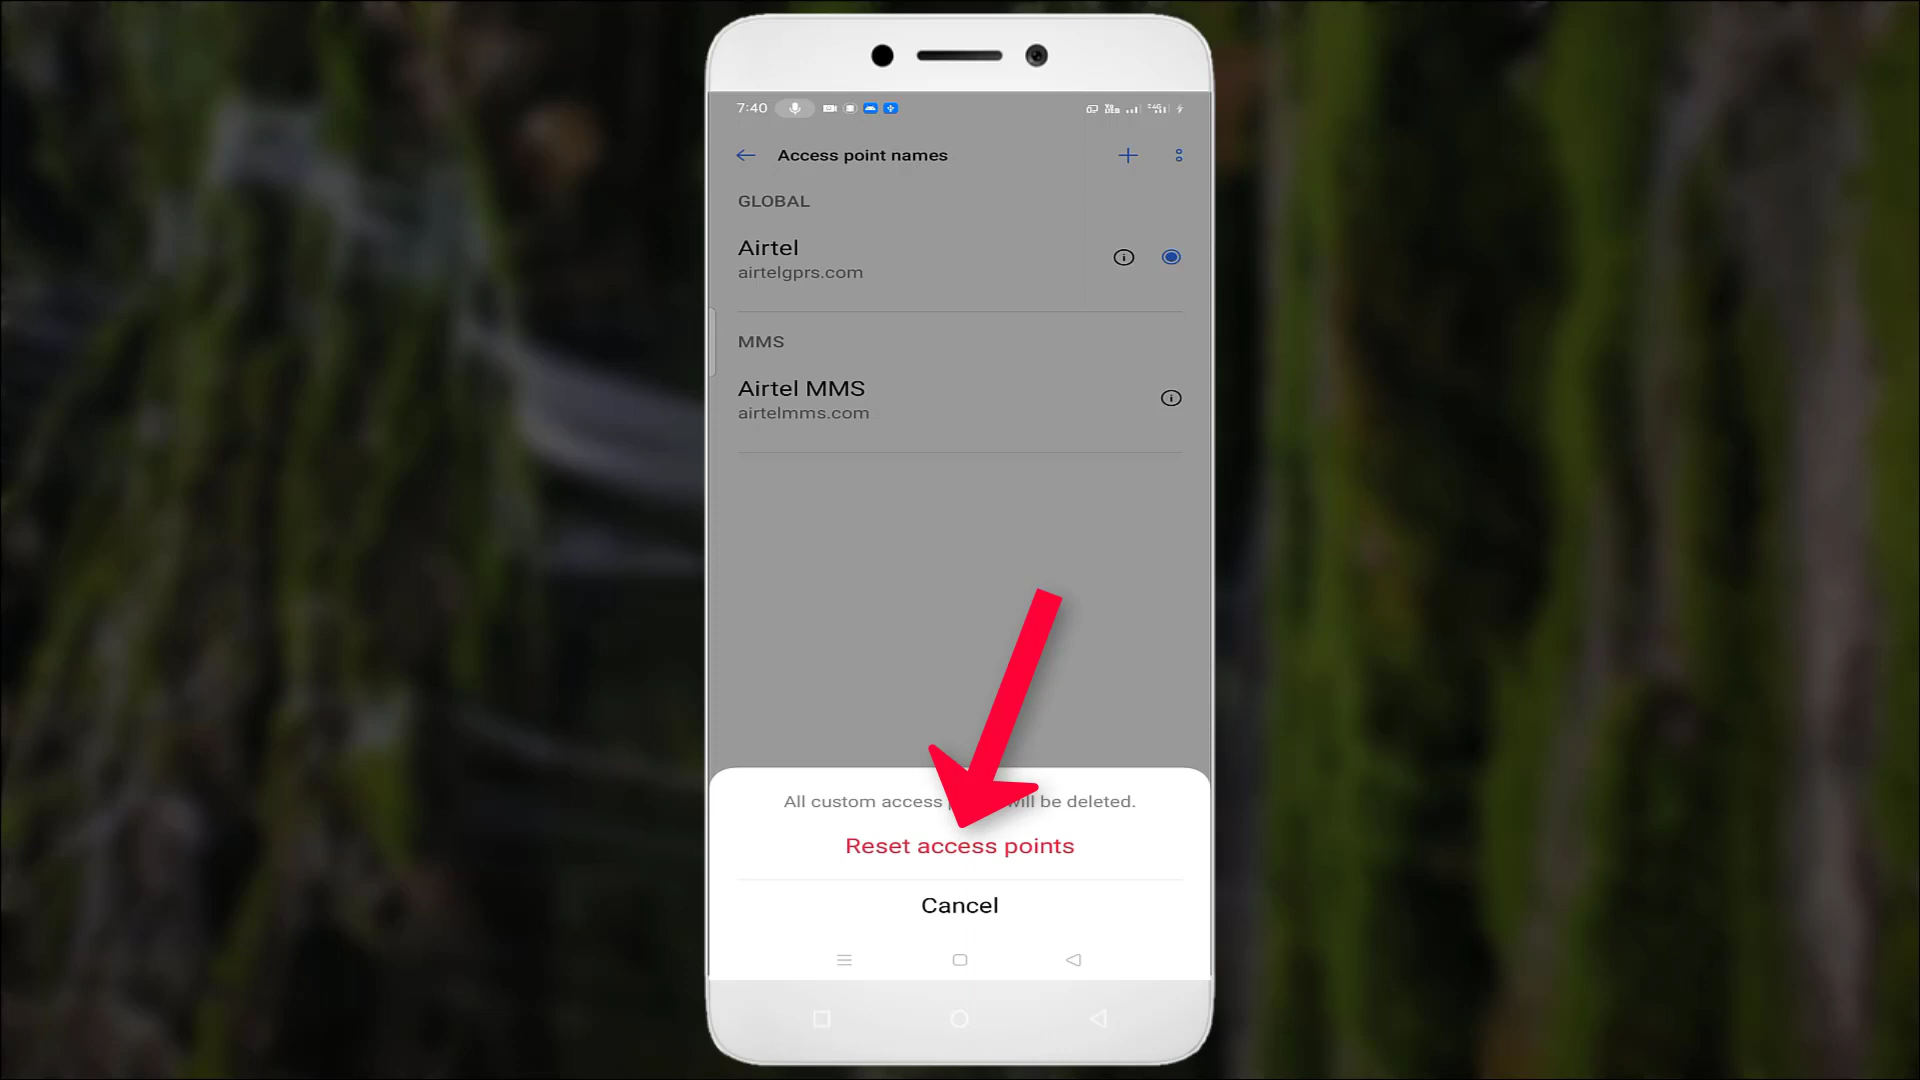 7:40
Access point names
GLOBAL
Airtel
airtelgprs.com
MMS
Airtel MMS
airtelmms.com
All custom access will be deleted.
Reset access points
Cancel